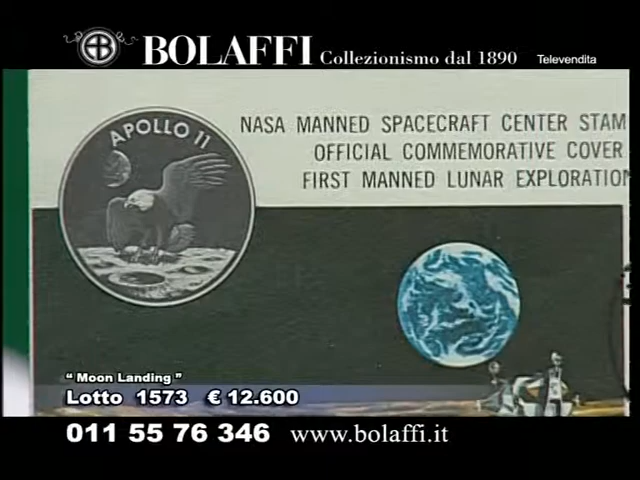 BOLAFFI Collezionismo dal 1890 Televendita
APOLLO 11
NASA MANNED SPACECRAFT CENTER STAM
OFFICIAL COMMEMORATIVE COVER
FIRST MANNED LUNAR EXPLORATION
“ Moon Landing ”
Lotto 1573 € 12.600
011 55 76 346 www.bolaffi.it